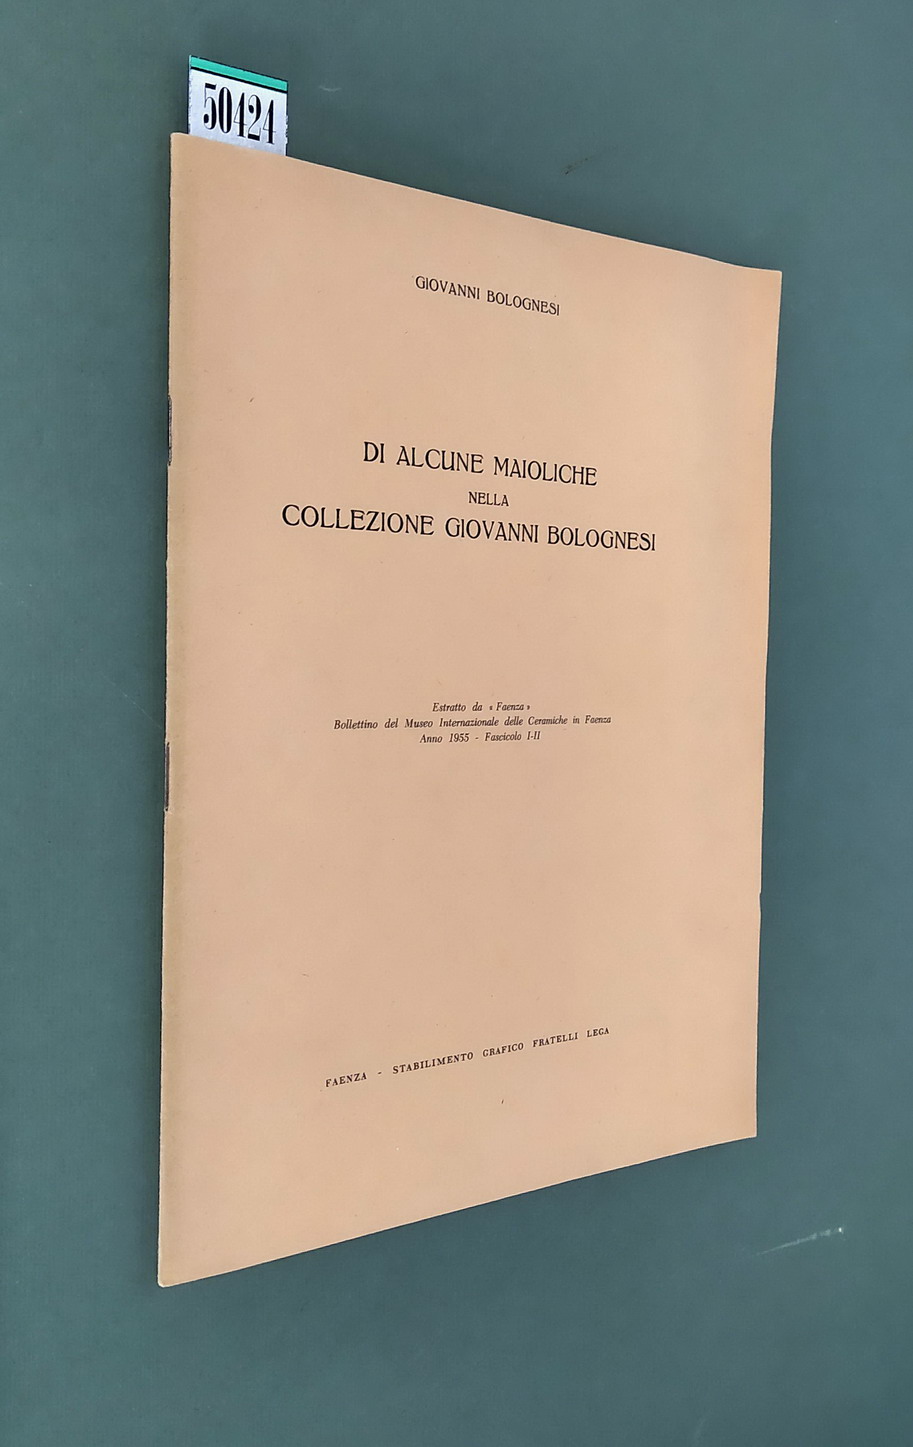 50424
GIOVANNI BOLOGNESI
DI ALCUNE MAIOLICHE
NELLA
COLLEZIONE GIOVANNI BOLOGNESI
Estratto da « Faenza »
Bollettino del Museo Internazionale delle Ceramiche in Faenza
Anno 1955 - Fascicolo I-II
FAENZA - STABILIMENTO GRAFICO FRATELLI LEGA